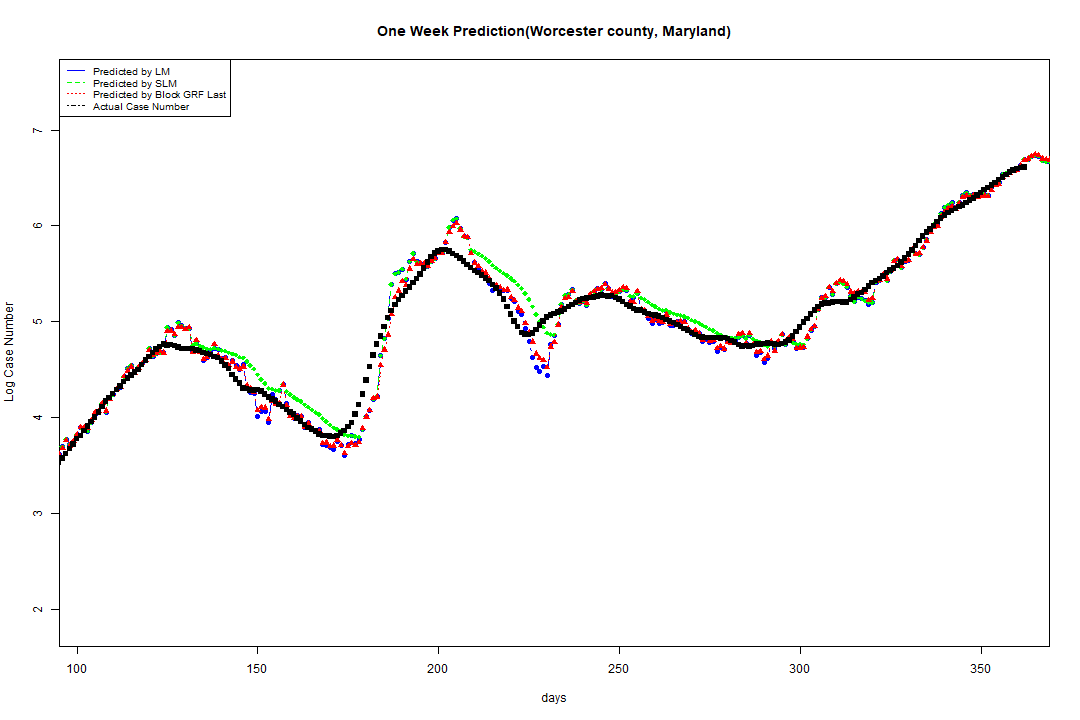 One Week Prediction(Worcester county, Maryland)
Predicted by LM
Predicted by SLM
Predicted by Block GRF Last
Actual Case Number
Log Case Number
7
6
5
4
3
2
100 150 200 250 300 350
days